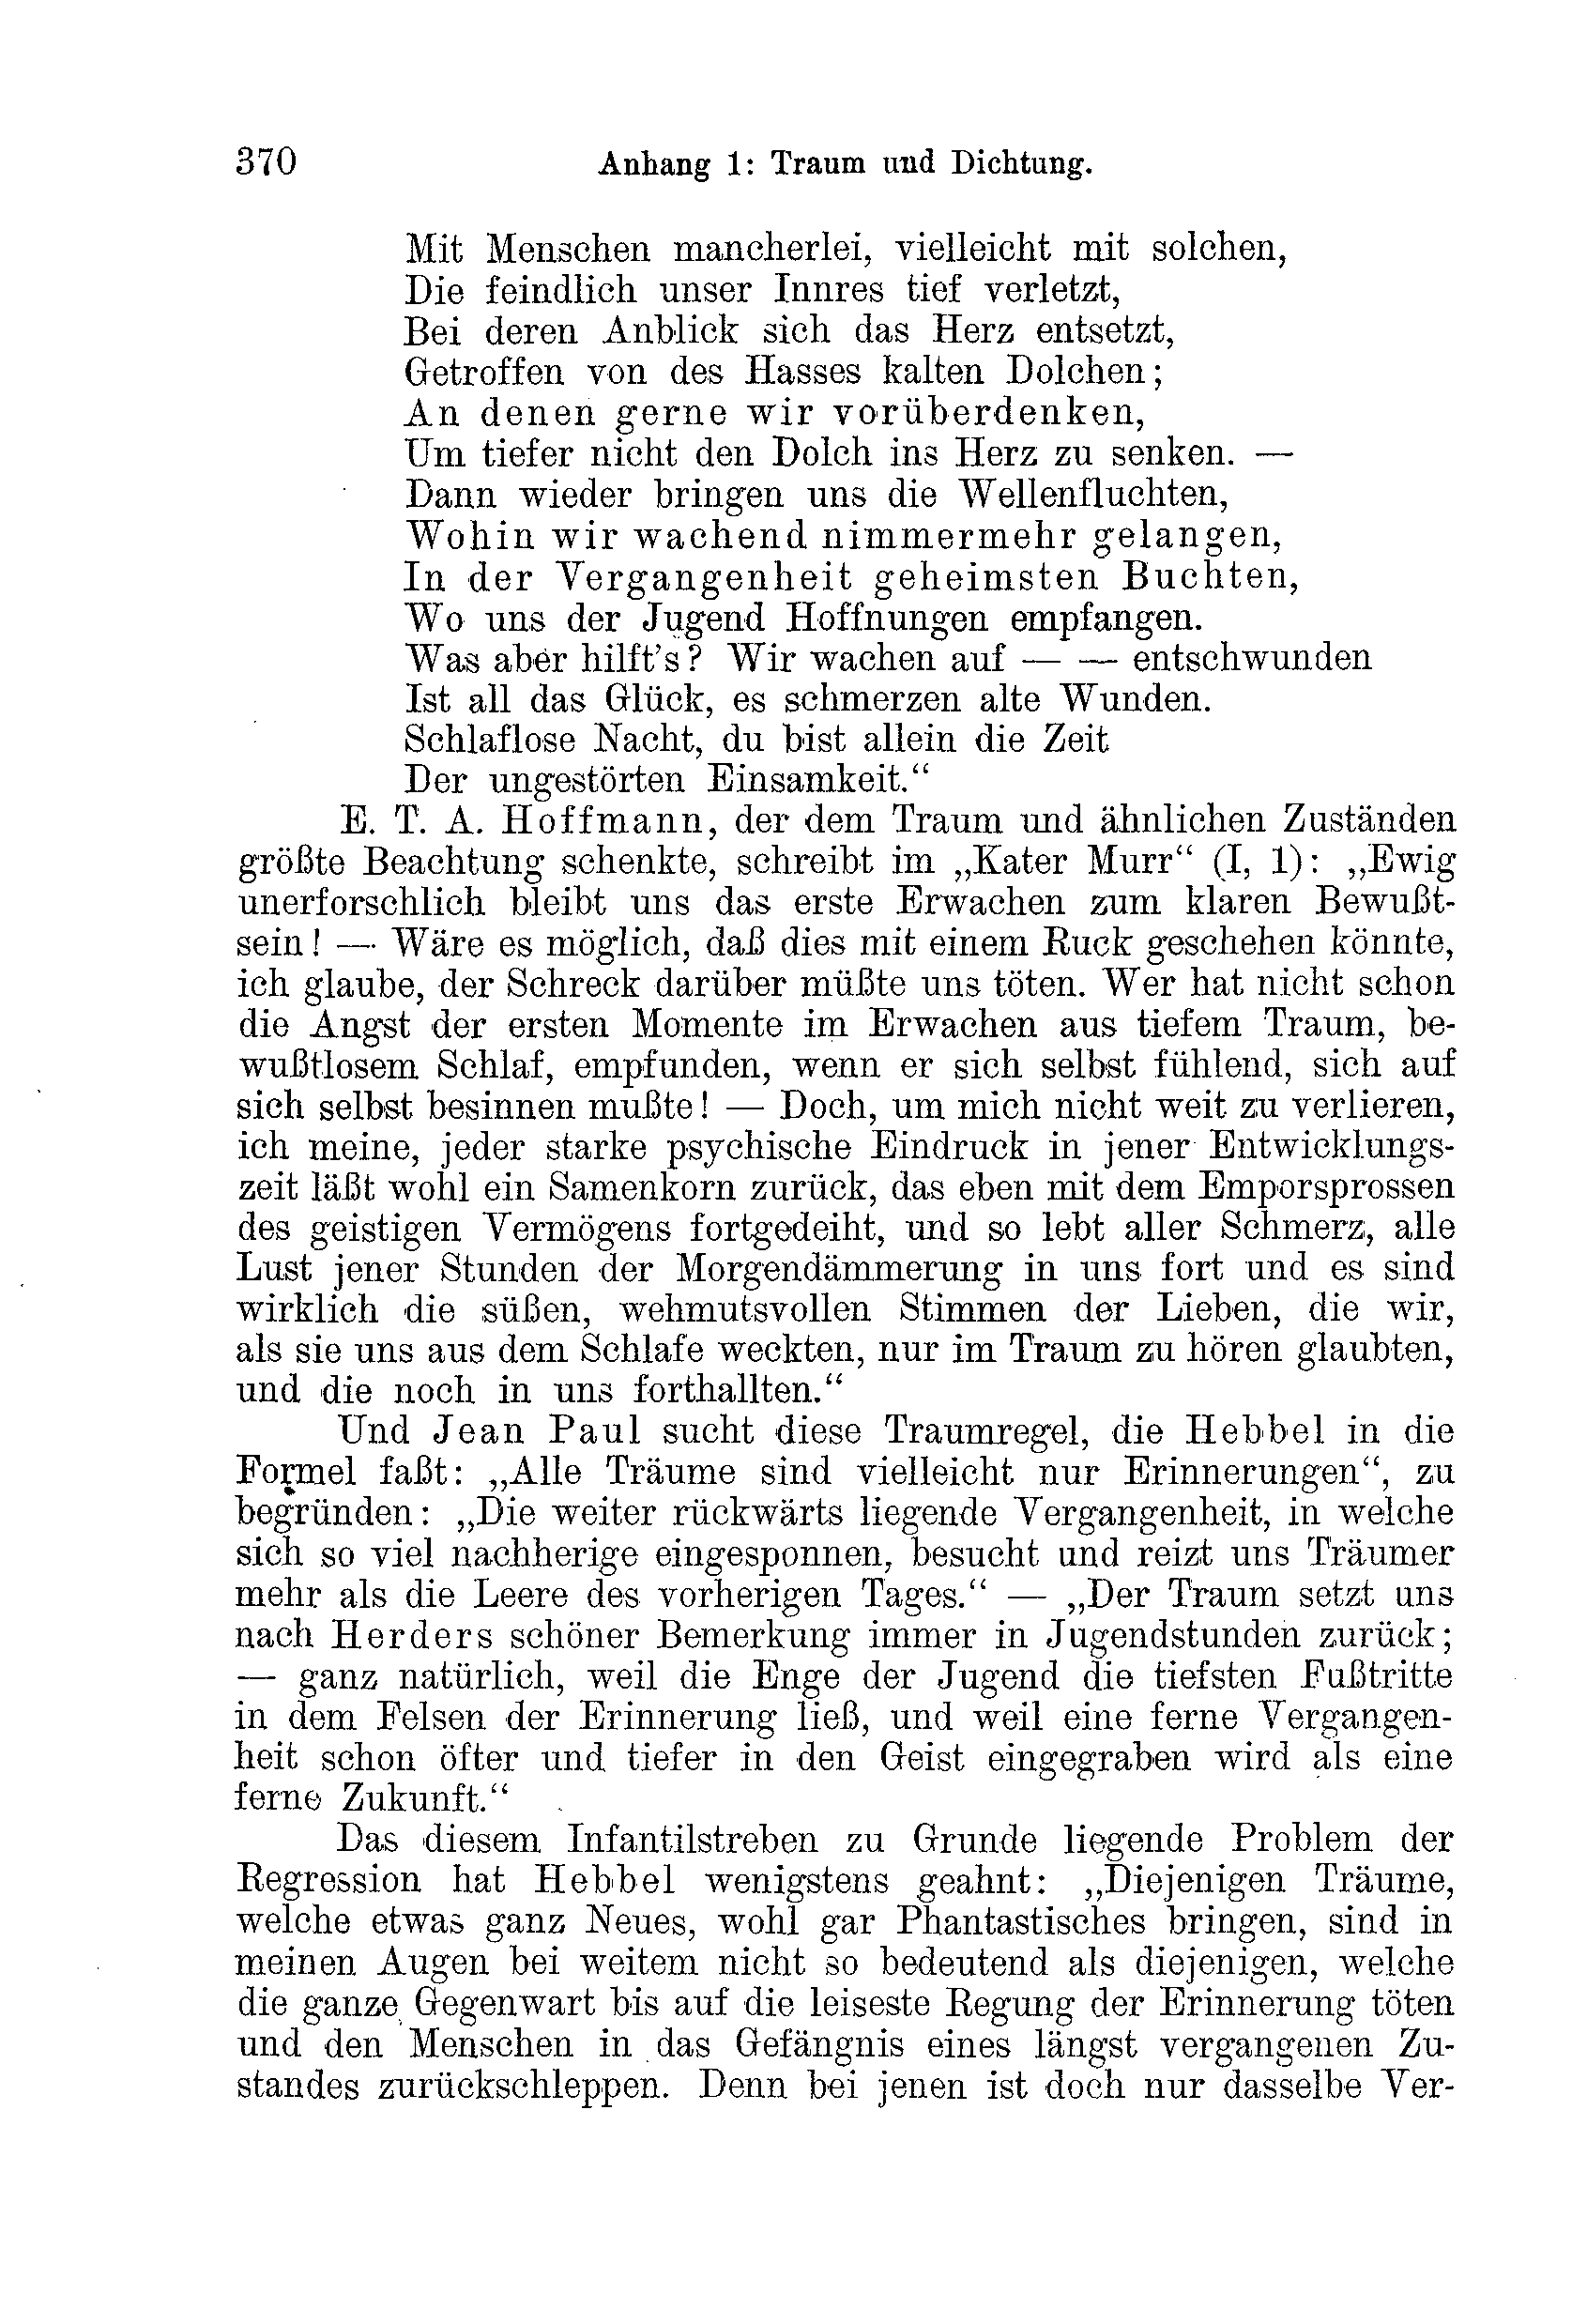 370 Anhang 1: Traum und Dichtung.
Mit Menschen mancherlei, vielleicht mit solchen,
Die feindlich unser Innres tief verletzt,
Bei deren Anblick sich das Herz entsetzt,
Getroffen von des Hasses kalten Dolchen;
An denen gerne wir vorüberdenken,
Um tiefer nicht den Dolch ins Herz zu senken. —
Dann wieder bringen uns die Wellenfluchten,
Wohin wir wachend nimmermehr gelangen,
In der Vergangenheit geheimsten Buchten,
Wo uns der Jugend Hoffnungen empfangen.
Was aber hilft's? Wir wachen auf — — entschwunden
Ist all das Glück, es schmerzen alte Wunden.
Schlaflose Nacht, du bist allein die Zeit
Der ungestörten Einsamkeit.“
E. T. A. Hoffmann, der dem Traum und ähnlichen Zuständen
größte Beachtung schenkte, schreibt im „Kater Murr“ (I, 1): „Ewig
unerforschlich bleibt uns das erste Erwachen zum klaren Bewußt-
sein! — Wäre es möglich, daß dies mit einem Ruck geschehen könnte,
ich glaube, der Schreck darüber müßte uns töten. Wer hat nicht schon
die Angst der ersten Momente im Erwachen aus tiefem Traum, be-
wußtlosem Schlaf, empfunden, wenn er sich selbst fühlend, sich auf
sich selbst besinnen mußte! — Doch, um mich nicht weit zu verlieren,
ich meine, jeder starke psychische Eindruck in jener Entwicklungs-
zeit läßt wohl ein Samenkorn zurück, das eben mit dem Emporsprossen
des geistigen Vermögens fortgedeiht, und so lebt aller Schmerz, alle
Lust jener Stunden der Morgendämmerung in uns fort und es sind
wirklich die süßen, wehmutsvollen Stimmen der Lieben, die wir,
als sie uns aus dem Schlafe weckten, nur im Traum zu hören glaubten,
und die noch in uns forthallten.“
Und Jean Paul sucht diese Traumregel, die Hebbel in die
Formel faßt: „Alle Träume sind vielleicht nur Erinnerungen“, zu
begründen: „Die weiter rückwärts liegende Vergangenheit, in welche
sich so viel nachherige eingesponnen, besucht und reizt uns Träumer
mehr als die Leere des vorherigen Tages.“ — „Der Traum setzt uns
nach Herders schöner Bemerkung immer in Jugendstunden zurück;
— ganz natürlich, weil die Enge der Jugend die tiefsten Fußtritte
in dem Felsen der Erinnerung ließ, und weil eine ferne Vergangen-
heit schon öfter und tiefer in den Geist eingegraben wird als eine
ferne Zukunft.“
Das diesem Infantilstreben zu Grunde liegende Problem der
Regression hat Hebbel wenigstens geahnt: „Diejenigen Träume,
welche etwas ganz Neues, wohl gar Phantastisches bringen, sind in
meinen Augen bei weitem nicht so bedeutend als diejenigen, welche
die ganze Gegenwart bis auf die leiseste Regung der Erinnerung töten
und den Menschen in das Gefängnis eines längst vergangenen Zu-
standes zurückschleppen. Denn bei jenen ist doch nur dasselbe Ver-